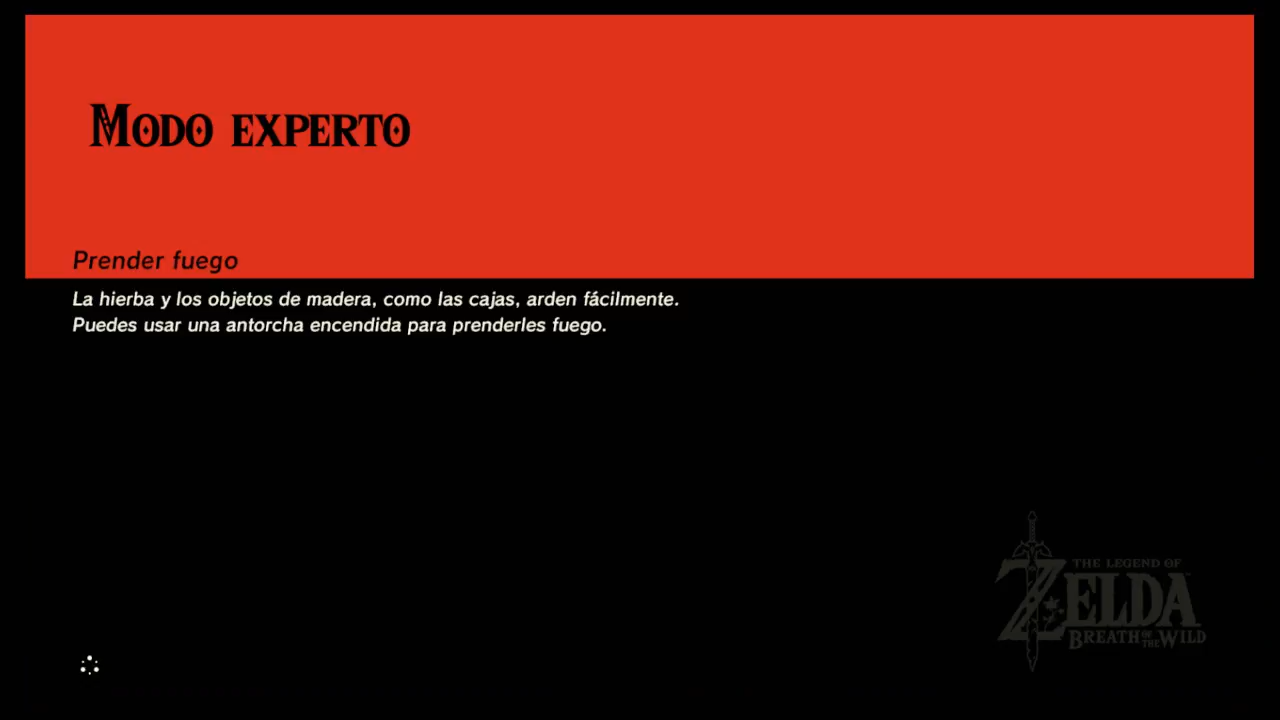 Modo experto
Prender fuego
La hierba y los objetos de madera, como las cajas, arden fácilmente.
Puedes usar una antorcha encendida para prenderles fuego.
THE LEGEND OF
ZELDA
BREATH OF THE WILD